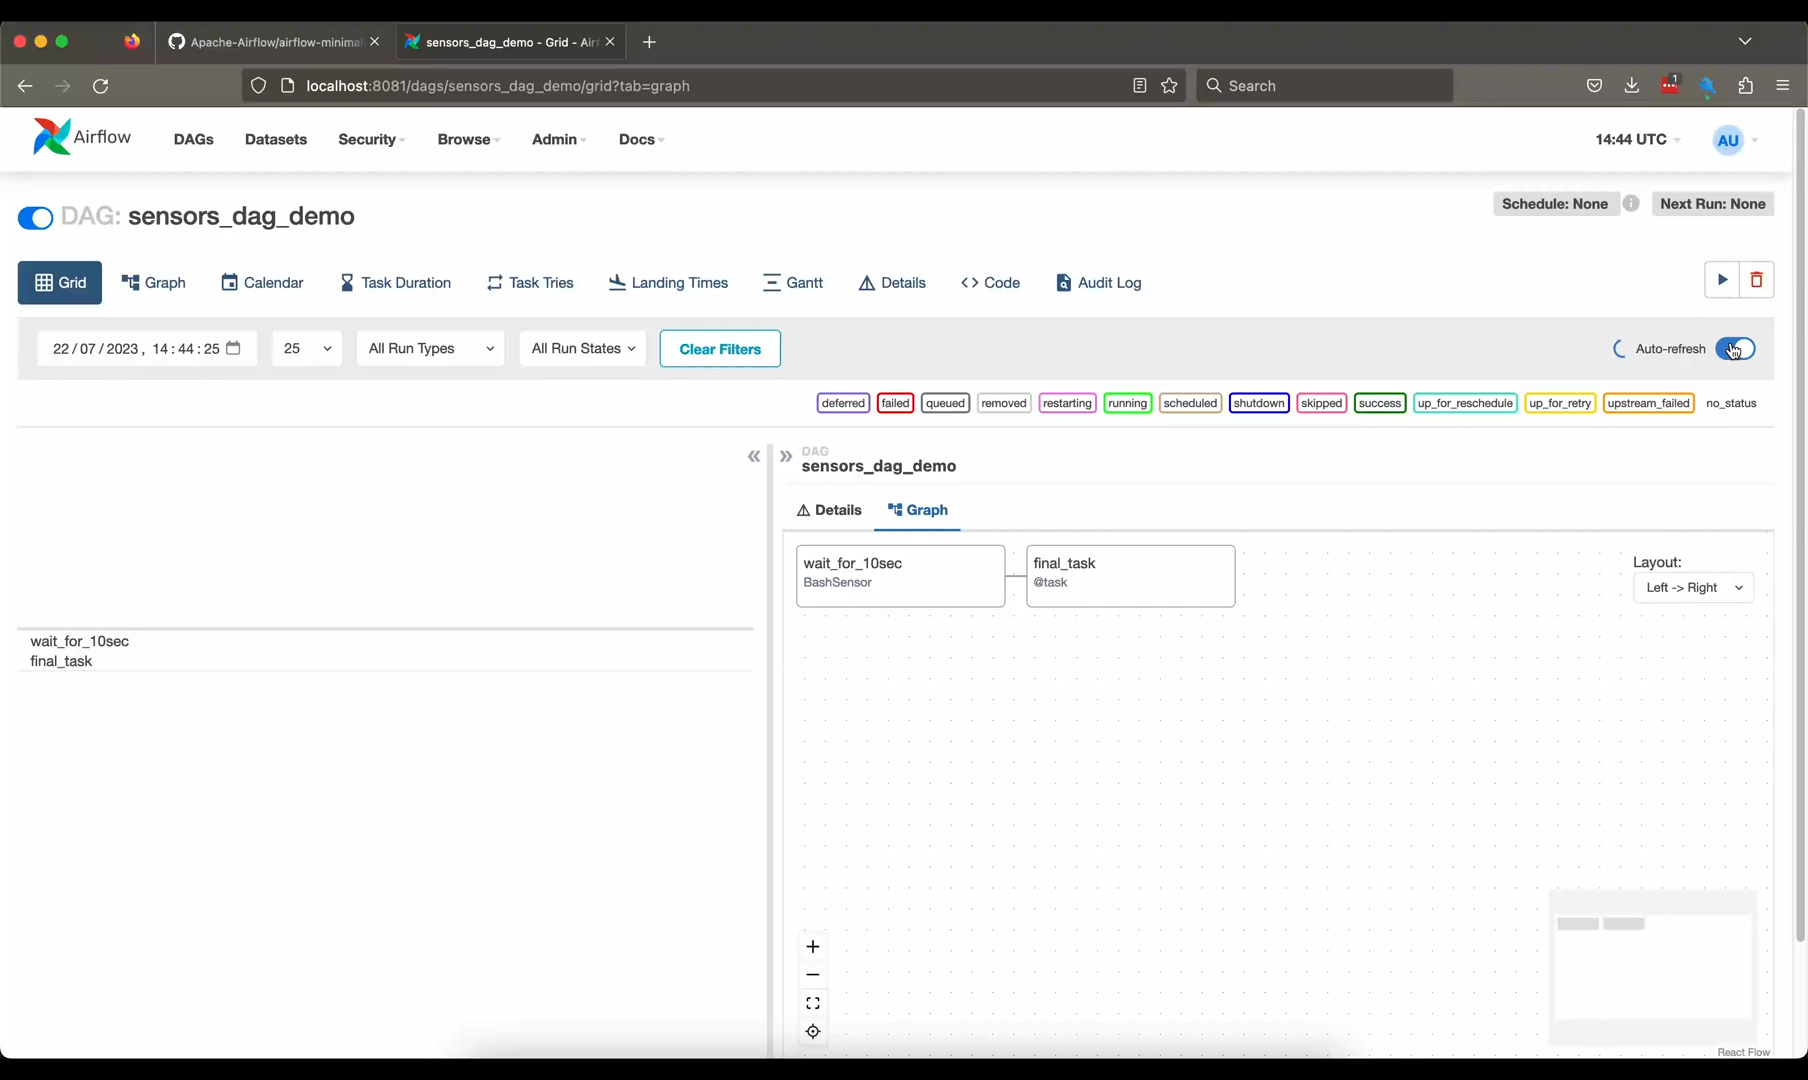 Apache-Airflow/airflow-minima
sensors_dag_demo - Grid - Air
localhost:8081/dags/sensors_dag_demo/grid?tab=graph
Search
1
Airflow
DAGs
Datasets
Security
Browse
Admin
Docs
14:44 UTC
AU
DAG: sensors_dag_demo
Schedule: None
Next Run: None
Grid
Graph
Calendar
Task Duration
Task Tries
Landing Times
Gantt
Details
<> Code
Audit Log
22/07/2023, 14:44:25
25
All Run Types
All Run States
Clear Filters
Auto-refresh
deferred
failed
queued
removed
restarting
running
scheduled
shutdown
skipped
success
up_for_reschedule
up_for_retry
upstream_failed
no_status
DAG
sensors_dag_demo
Details
Graph
wait_for_10sec
BashSensor
final_task
@task
Layout:
Left -> Right
wait_for_10sec
final_task
React Flow